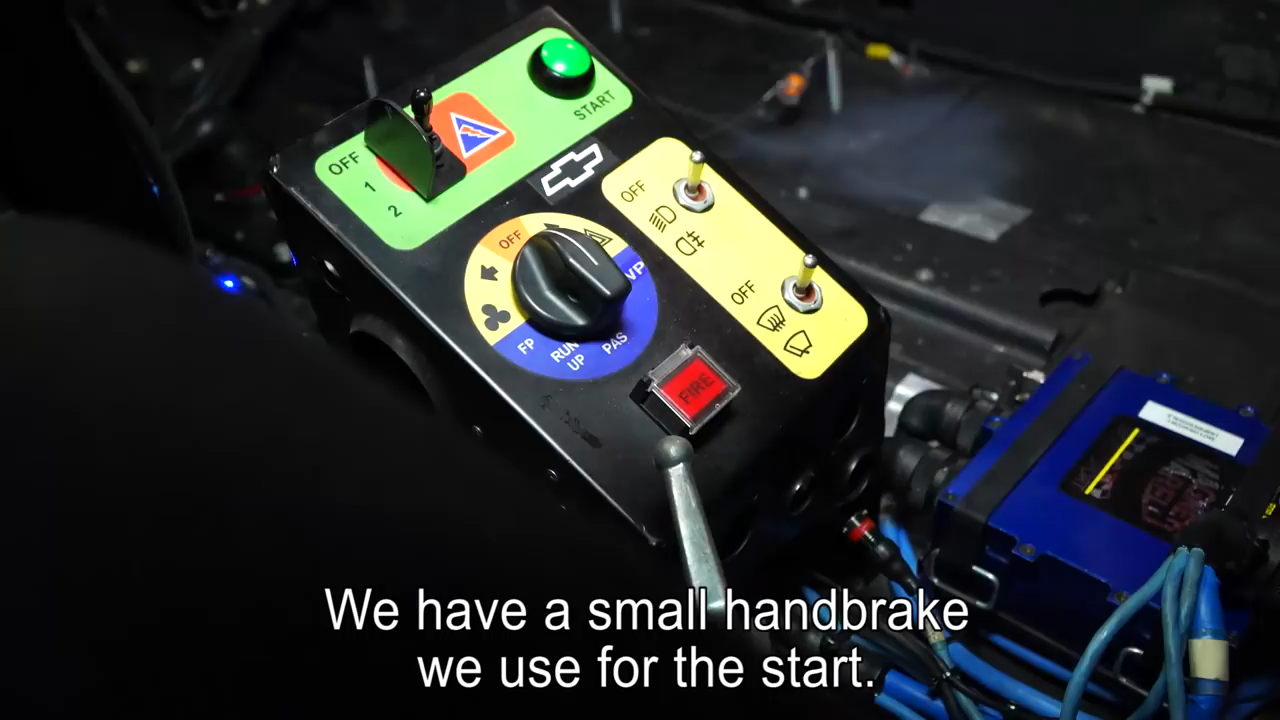 START
OFF
1
2
OFF
OFF
VP
OFF
FP
RUN
UP
PAS
FIRE
We have a small handbrake
we use for the start.